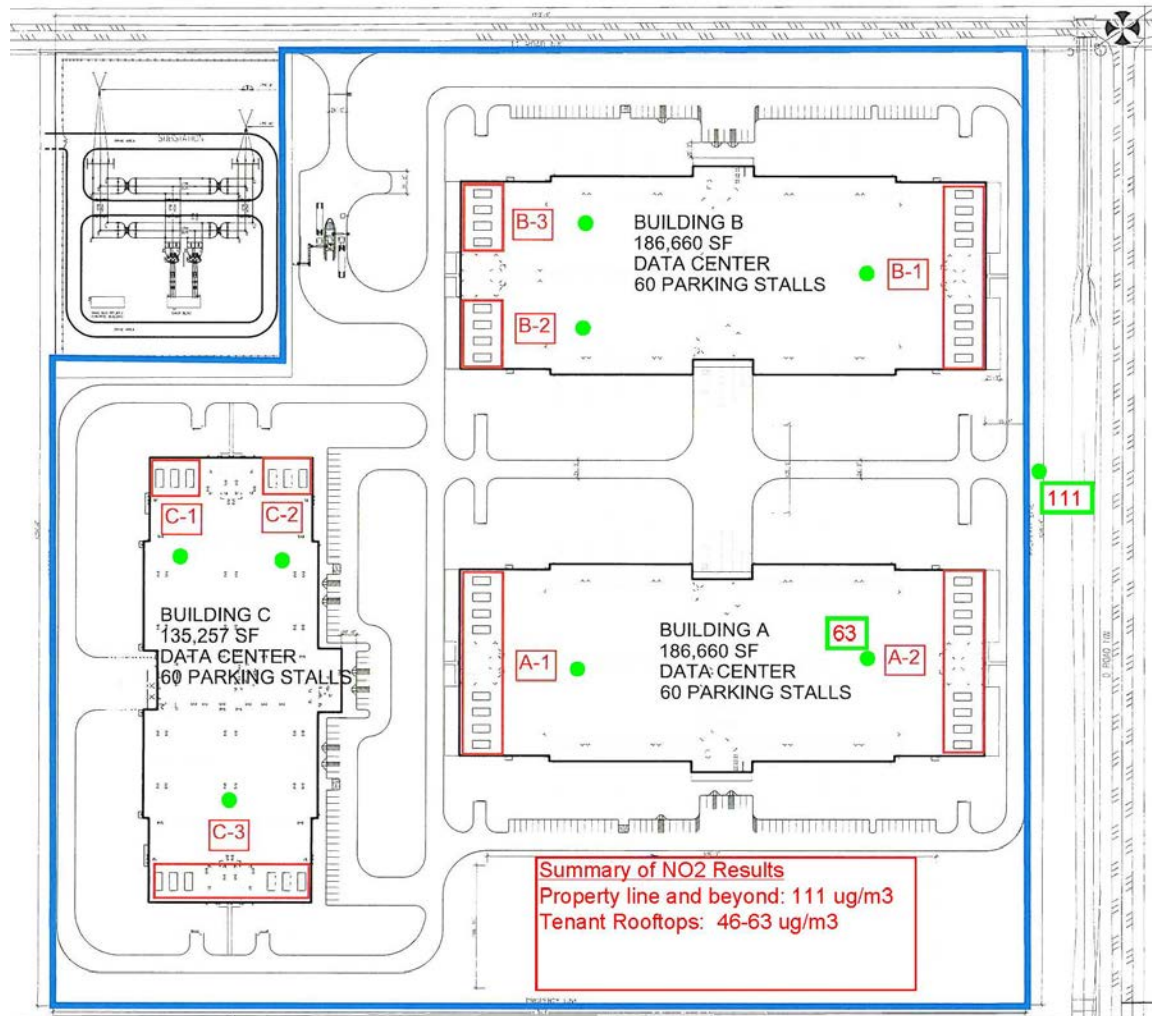 SUBSTATION
B-3
BUILDING B
186,660 SF
DATA CENTER
60 PARKING STALLS
B-1
B-2
C-1
C-2
111
BUILDING C
135,257 SF
DATA CENTER
60 PARKING STALLS
A-1
BUILDING A
186,660 SF
DATA CENTER
60 PARKING STALLS
63
A-2
C-3
Summary of NO2 Results
Property line and beyond: 111 ug/m3
Tenant Rooftops: 46-63 ug/m3